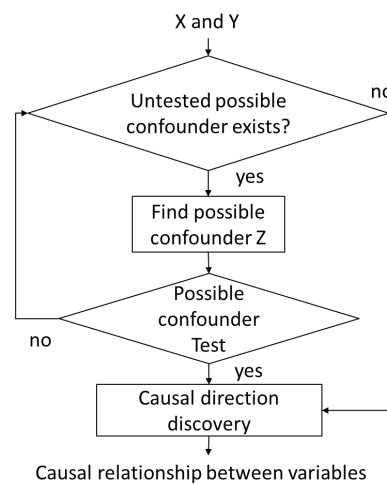 X and Y
Untested possible
confounder exists?
no
yes
Find possible
confounder Z
Possible
confounder
Test
no
yes
Causal direction
discovery
Causal relationship between variables